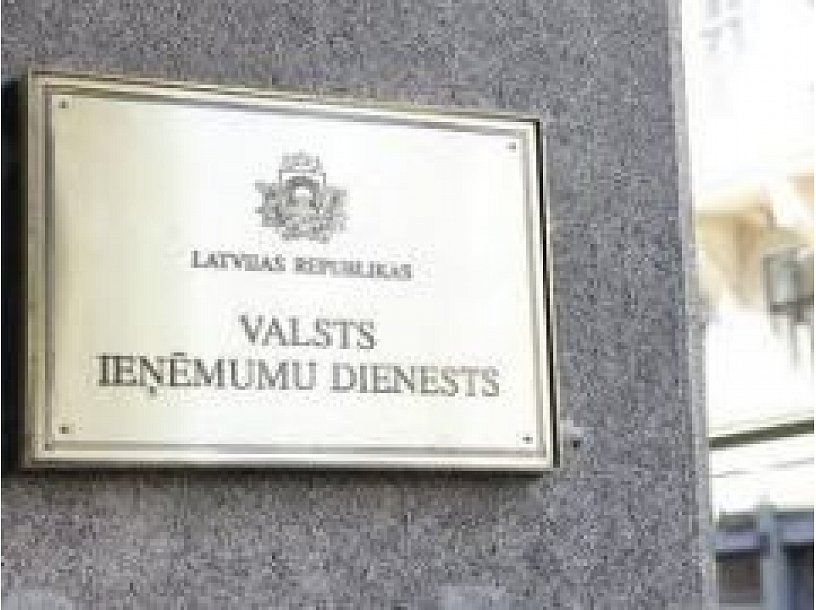 LATVIJAS REPUBLIKAS
VALSTS
IEŅĒMUMU DIENESTS